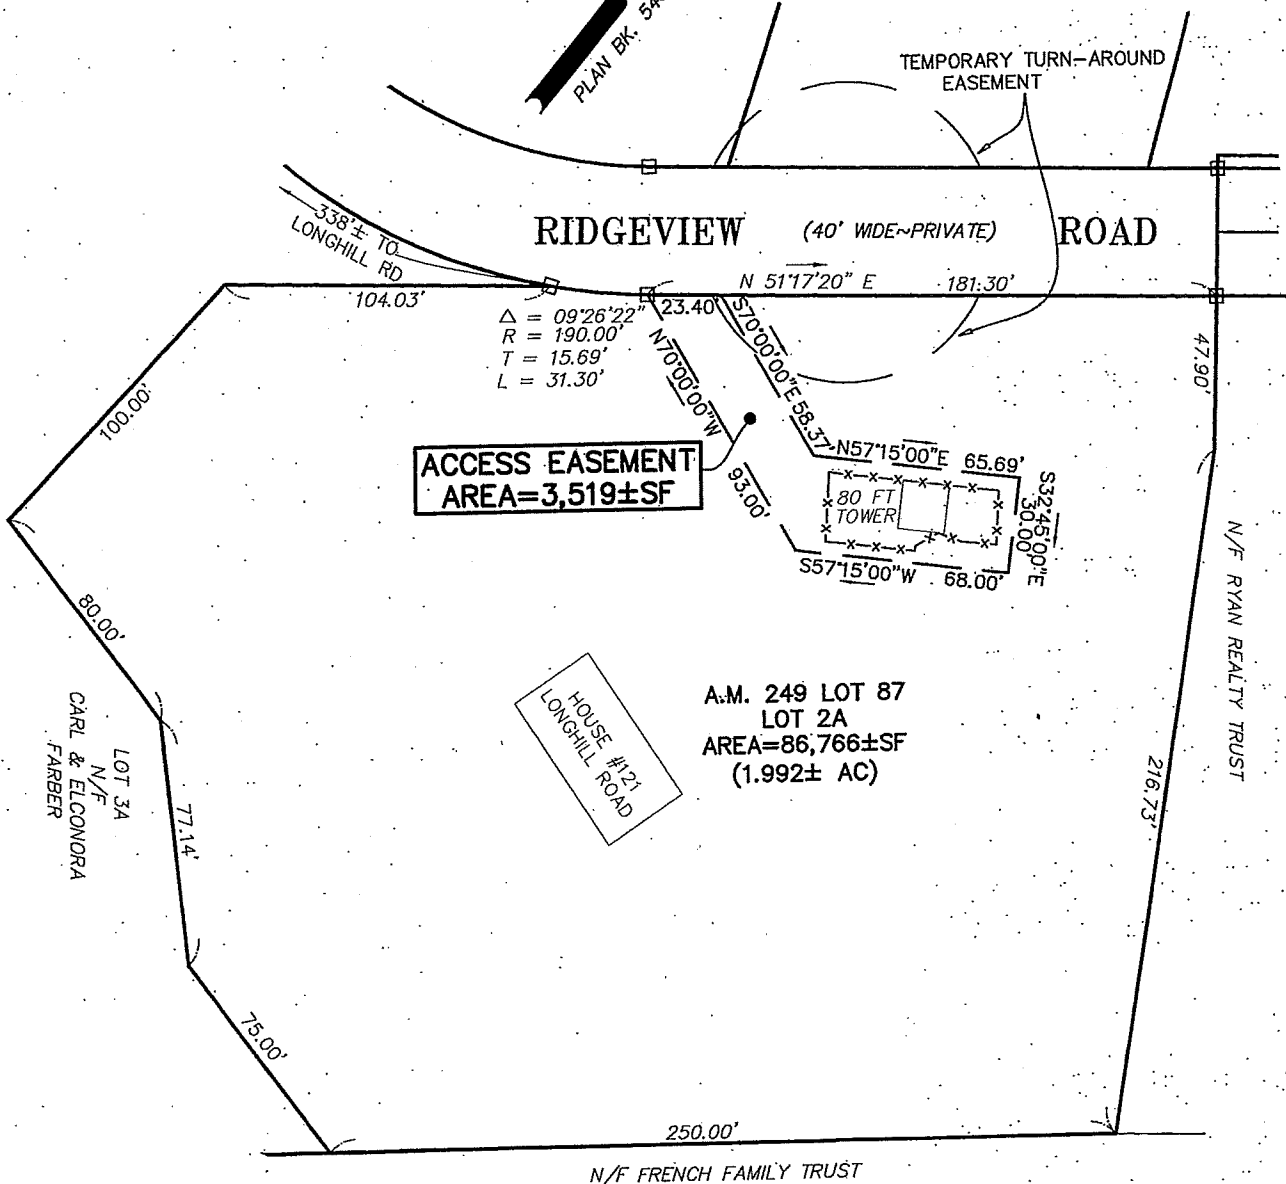 PLAN BK. 54
TEMPORARY TURN-AROUND
EASEMENT
RIDGEVIEW (40' WIDE~PRIVATE) ROAD
338'± TO
LONGHILL RD
N 51°17'20" E 181.30'
104.03'
23.40'
Δ = 09°26'22"
R = 190.00'
T = 15.69'
L = 31.30'
S70°00'00"E 58.37'
N70°00'00"W
93.00'
47.90'
100.00'
ACCESS EASEMENT
AREA=3,519±SF
N57°15'00"E 65.69'
80 FT
TOWER
S32°45'00"E
30.00'
S57°15'00"W 68.00'
N/F RYAN REALTY TRUST
80.00'
HOUSE #121
LONGHILL ROAD
A.M. 249 LOT 87
LOT 2A
AREA=86,766±SF
(1.992± AC)
LOT 3A
N/F
CARL & ELCONORA
FARBER
77.14'
216.73'
75.00'
250.00'
N/F FRENCH FAMILY TRUST